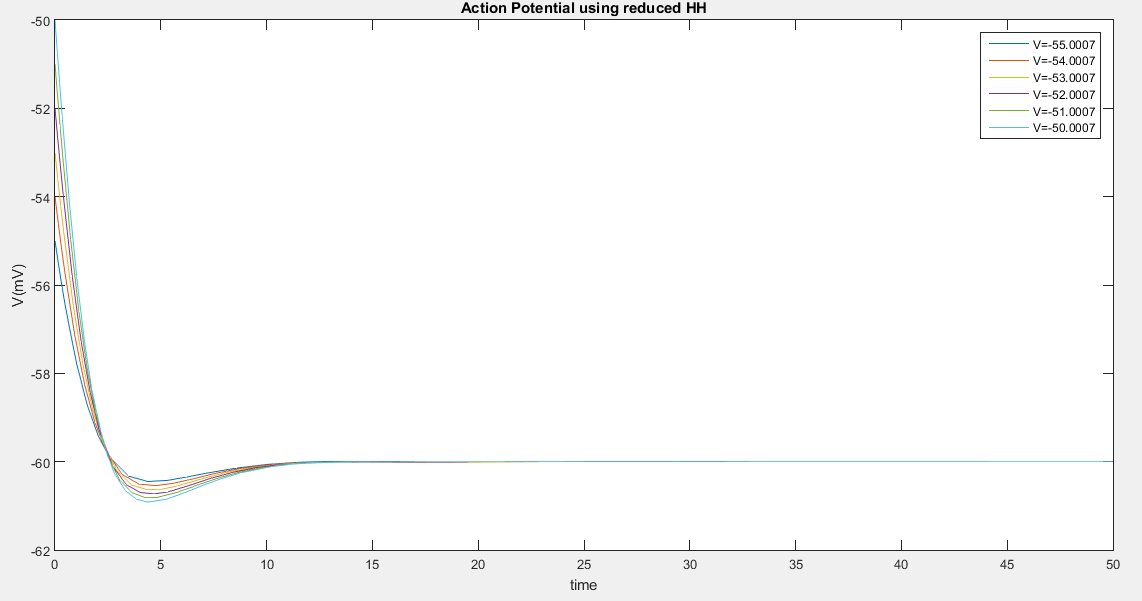 Action Potential using reduced HH
-50
-52
-54
-56
-58
-60
-62
V(mV)
V=-55.0007
V=-54.0007
V=-53.0007
V=-52.0007
V=-51.0007
V=-50.0007
0 5 10 15 20 25 30 35 40 45 50
time